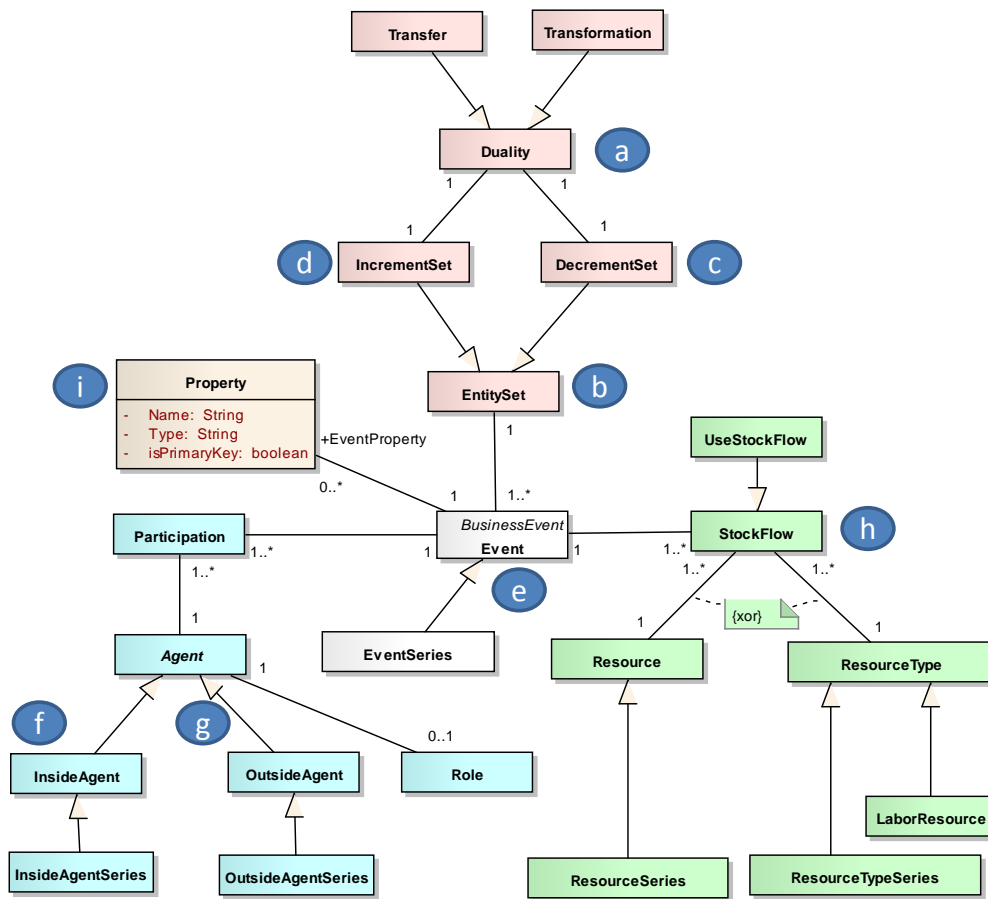 Transfer
Transformation
Duality
a
1
1
1
1
d
IncrementSet
DecrementSet
c
i
Property
- Name: String
- Type: String
- isPrimaryKey: boolean
EntitySet
b
1
+EventProperty
0..*
1
1..*
UseStockFlow
Participation
1..*
1
BusinessEvent
Event
1
1..*
StockFlow
h
1..*
1..*
1..*
e
{xor}
1
1
1
Agent
1
EventSeries
Resource
ResourceType
f
g
0..1
InsideAgent
OutsideAgent
Role
LaborResource
InsideAgentSeries
OutsideAgentSeries
ResourceSeries
ResourceTypeSeries